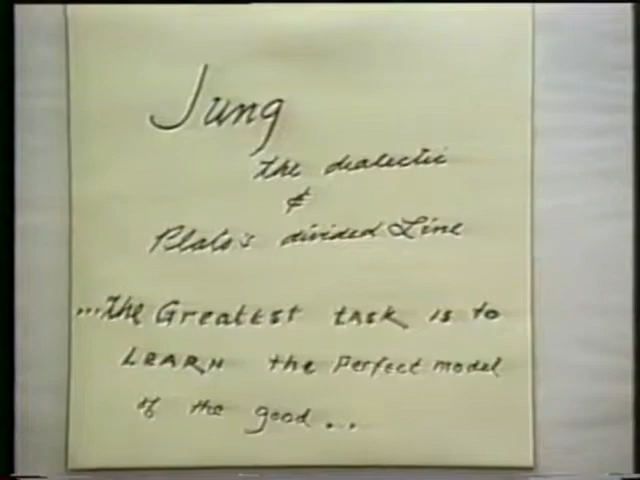 Jung
the dialectic
&
Plato's divided Line
...the Greatest task is to
LEARN the Perfect model
of the good...